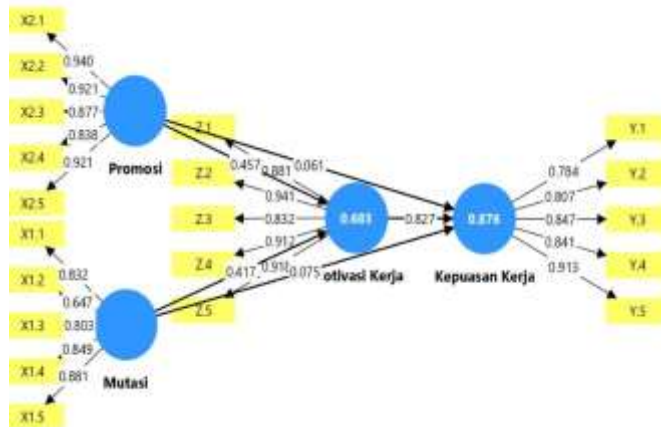 X2.1
X2.2
X2.3
X2.4
X2.5
0.940
0.921
0.877
0.838
0.921
Promosi
X1.1
X1.2
X1.3
X1.4
X1.5
0.832
0.647
0.803
0.849
0.881
Mutasi
Z.1
Z.2
Z.3
Z.4
Z.5
0.881
0.941
0.832
0.912
0.457
0.061
0.417
0.075
0.827
otivasi Kerja
Kepuasan Kerja
0.784
0.807
0.847
0.841
0.913
Y.1
Y.2
Y.3
Y.4
Y.5